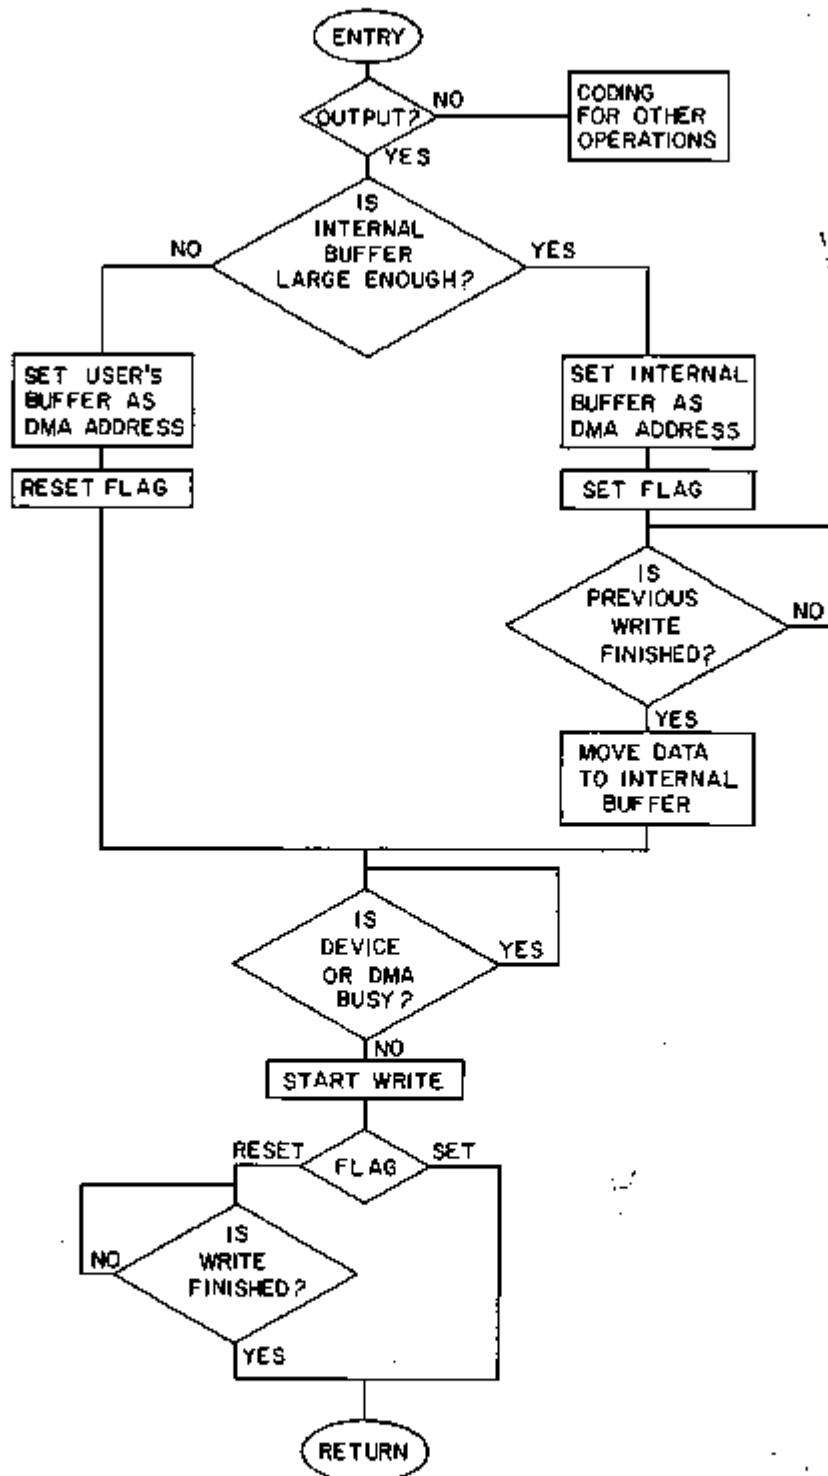 ENTRY
OUTPUT?
NO
CODING
FOR OTHER
OPERATIONS
YES
IS
INTERNAL
BUFFER
LARGE ENOUGH?
NO
YES
SET USER'S
BUFFER AS
DMA ADDRESS
SET INTERNAL
BUFFER AS
DMA ADDRESS
RESET FLAG
SET FLAG
IS
PREVIOUS
WRITE
FINISHED?
NO
YES
MOVE DATA
TO INTERNAL
BUFFER
IS
DEVICE
OR DMA
BUSY?
YES
NO
START WRITE
RESET
FLAG
SET
IS
WRITE
FINISHED?
NO
YES
RETURN